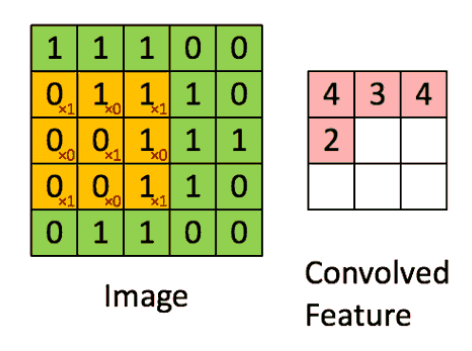 1 1 1 0 0
0 ×1 1 ×0 1 ×1 1 0
0 ×0 0 ×1 1 ×0 1 1
0 ×1 0 ×0 1 ×1 1 0
0 1 1 0 0
Image
4 3 4
2
Convolved
Feature